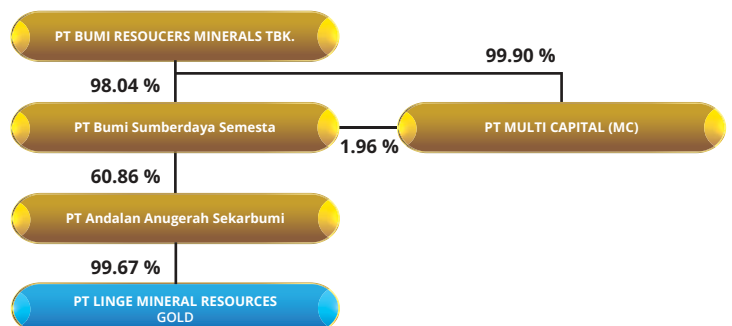 PT BUMI RESOUCERS MINERALS TBK.
99.90 %
98.04 %
PT Bumi Sumberdaya Semesta
PT MULTI CAPITAL (MC)
1.96 %
60.86 %
PT Andalan Anugerah Sekarbumi
99.67 %
PT LINGE MINERAL RESOURCES
GOLD